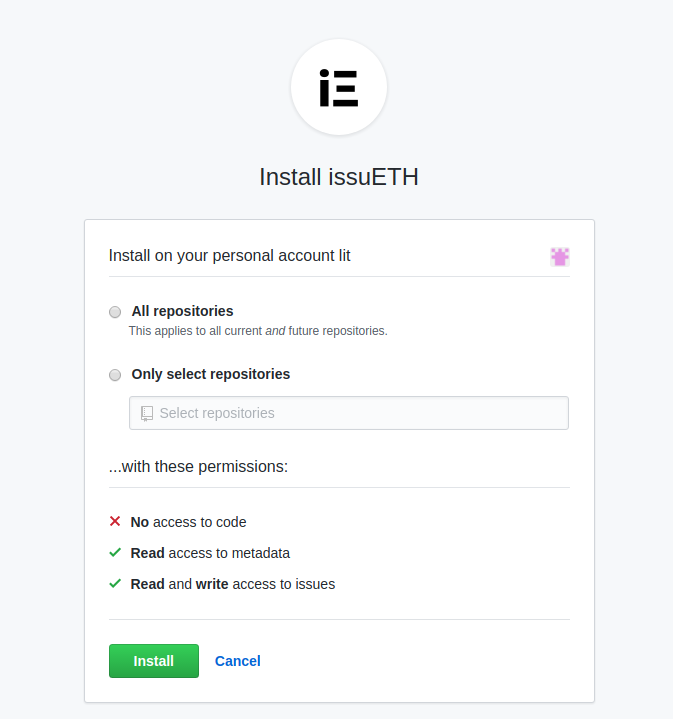 iE
Install issuETH
Install on your personal account lit
All repositories
This applies to all current and future repositories.
Only select repositories
Select repositories
...with these permissions:
No access to code
Read access to metadata
Read and write access to issues
Install Cancel